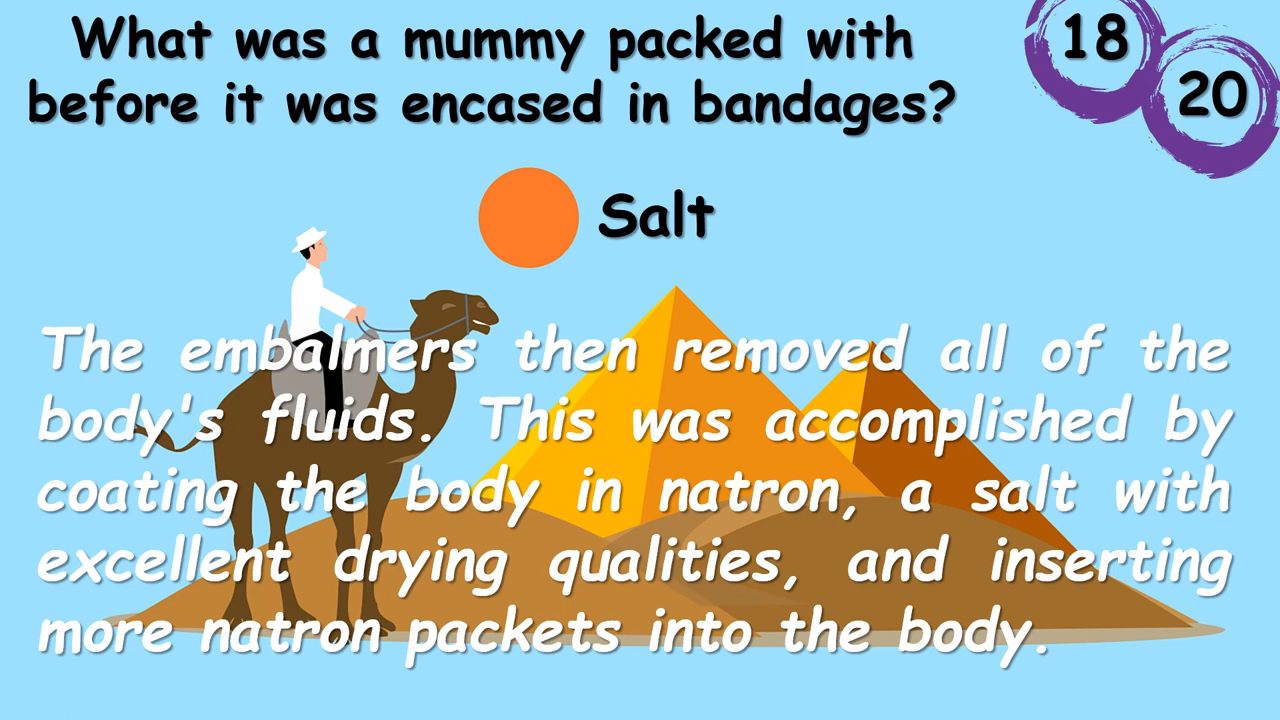 What was a mummy packed with
before it was encased in bandages?
18
20
Salt
The embalmers then removed all of the
body's fluids. This was accomplished by
coating the body in natron, a salt with
excellent drying qualities, and inserting
more natron packets into the body.